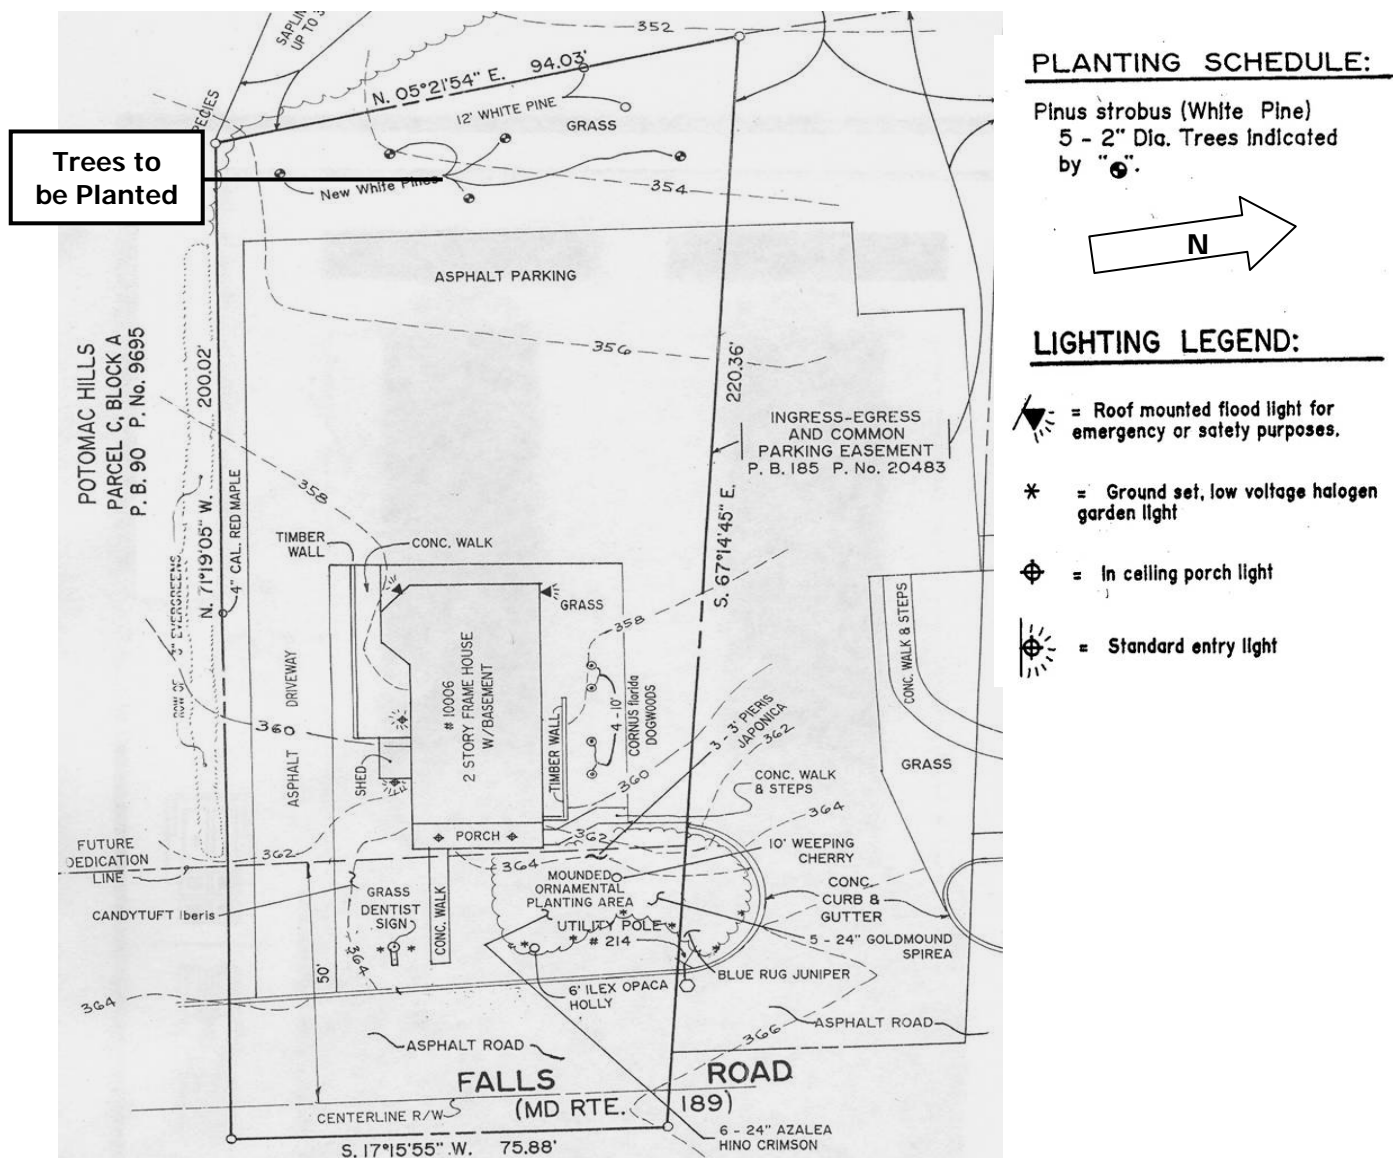 SAPLIN
UP TO 3
PECIES
352
N. 05°21'54" E. 94.03'
12' WHITE PINE
GRASS
Trees to
be Planted
New White Pines
354
ASPHALT PARKING
356
POTOMAC HILLS
PARCEL C, BLOCK A
P. B. 90 P. No. 9695
N. 71°19'05" W. 200.02'
4" CAL. RED MAPLE
ROW OF 3' EVERGREENS
358
220.36'
S. 67°14'45" E.
INGRESS-EGRESS
AND COMMON
PARKING EASEMENT
P. B. 185 P. No. 20483
TIMBER
WALL
CONC. WALK
GRASS
358
# 10006
2 STORY FRAME HOUSE
W/BASEMENT
ASPHALT DRIVEWAY
360
SHED
TIMBER WALL
4 - 10'
CORNUS florida
DOGWOODS
3 - 3' PIERIS
JAPONICA
362
CONC. WALK & STEPS
GRASS
360
CONC. WALK
& STEPS
364
PORCH
362
FUTURE
DEDICATION
LINE
362
364
10' WEEPING
CHERRY
MOUNDED
ORNAMENTAL
PLANTING AREA
CONC.
CURB &
GUTTER
CANDYTUFT Iberis
GRASS
DENTIST
SIGN
CONC. WALK
UTILITY POLE
# 214
5 - 24" GOLDMOUND
SPIREA
364
50'
6' ILEX OPACA
HOLLY
BLUE RUG JUNIPER
364
366
ASPHALT ROAD
ASPHALT ROAD
FALLS ROAD
(MD RTE. 189)
CENTERLINE R/W
6 - 24" AZALEA
HINO CRIMSON
S. 17°15'55" W. 75.88'
PLANTING SCHEDULE:
Pinus strobus (White Pine)
5 - 2" Dia. Trees Indicated
by " ".
N
LIGHTING LEGEND:
= Roof mounted flood light for
emergency or safety purposes.
* = Ground set, low voltage halogen
garden light
= In ceiling porch light
= Standard entry light